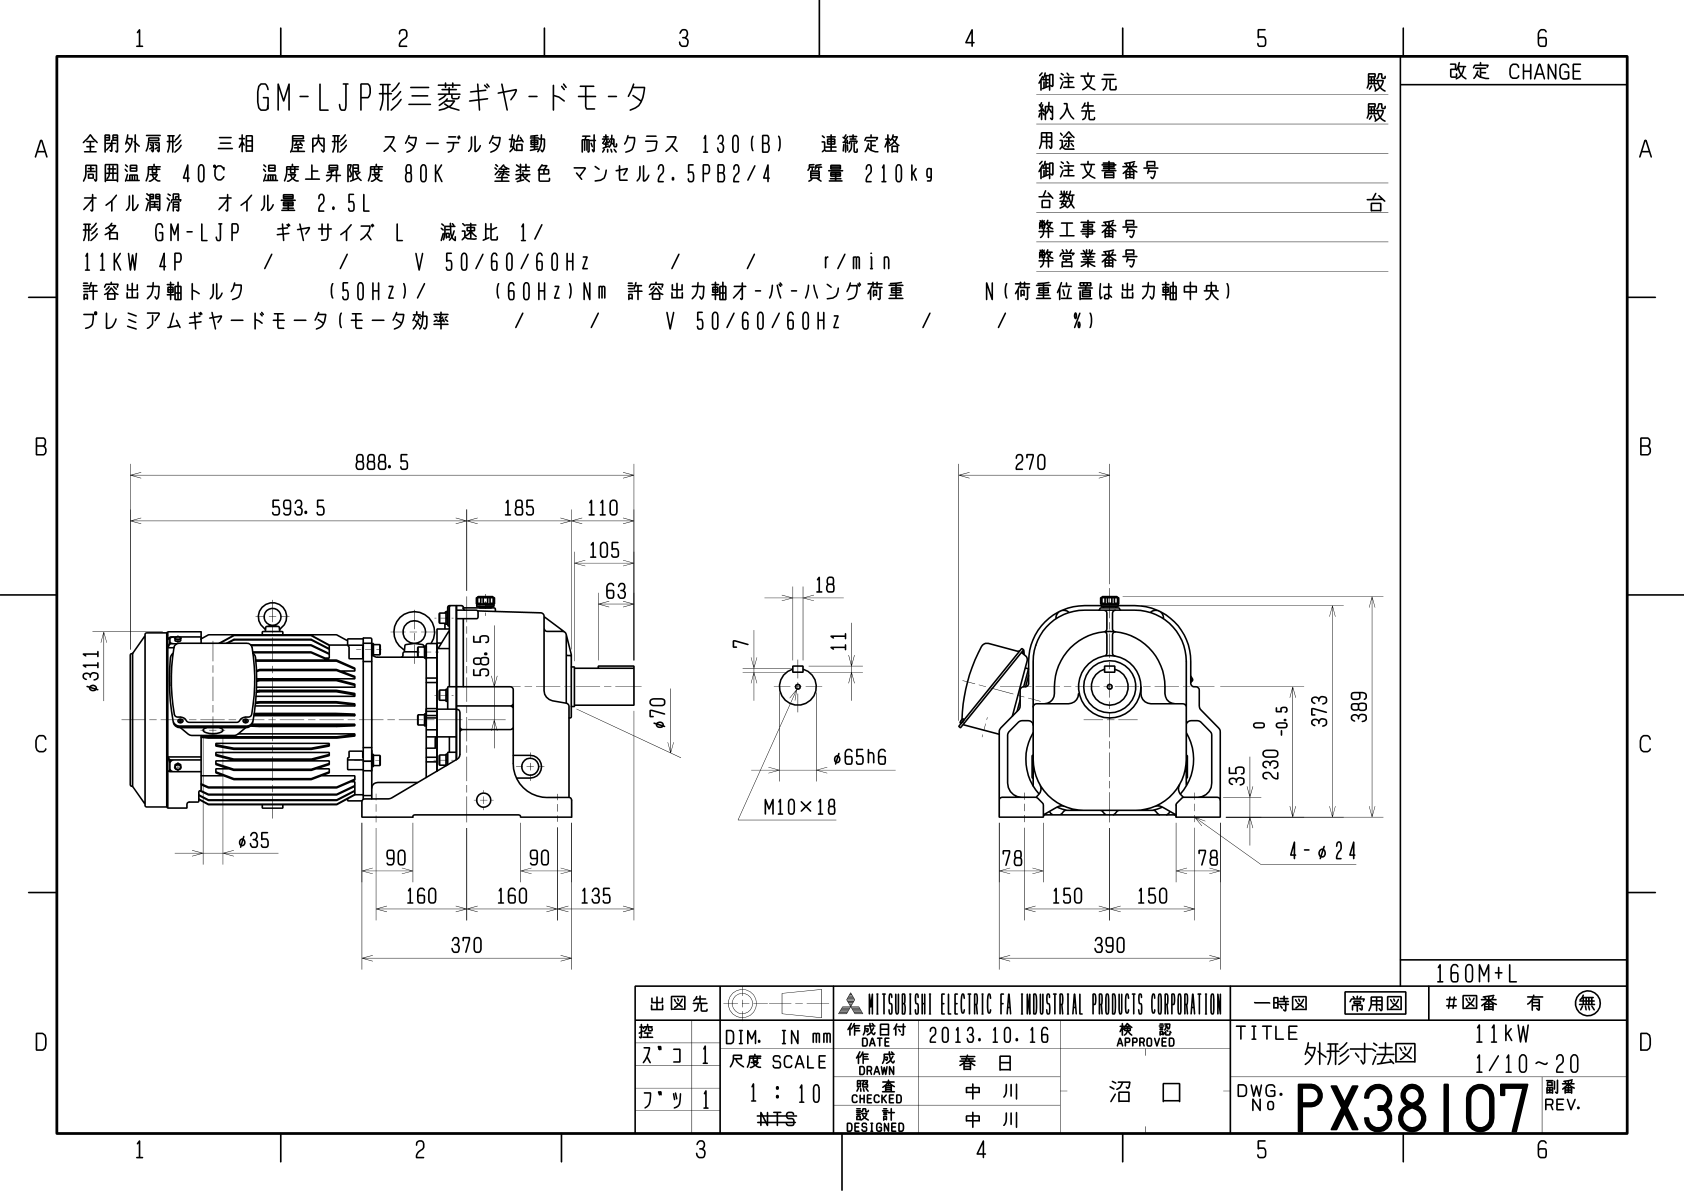 1 2 3 4 5 6
改定 CHANGE
GM-LJP形三菱ギヤードモータ
御注文元 殿
納入先 殿
用途
御注文書番号
台数 台
弊工事番号
弊営業番号
A A
全閉外扇形 三相 屋内形 スターデルタ始動 耐熱クラス 130(B) 連続定格
周囲温度 40℃ 温度上昇限度 80K 塗装色 マンセル2.5PB2/4 質量 210kg
オイル潤滑 オイル量 2.5L
形名 GM-LJP ギヤサイズ L 減速比 1/
11KW 4P / / V 50/60/60Hz / / r/min
許容出力軸トルク (50Hz)/ (60Hz)Nm 許容出力軸オーバーハング荷重 N(荷重位置は出力軸中央)
プレミアムギヤードモータ(モータ効率 / / V 50/60/60Hz / / %)
B B
888.5
593.5 185 110
105
63
58.5
φ311
φ70
φ35
90 90
160 160 135
370
18
7
11
φ65h6
M10×18
270
389
373
230 0 -0.5
35
4-φ24
78 78
150 150
390
C C
160M+L
D D
出図先
控
ズコ 1
ブツ 1
DIM. IN mm
尺度 SCALE
1 : 10
NTS
MITSUBISHI ELECTRIC FA INDUSTRIAL PRODUCTS CORPORATION
作成日付 DATE 2013.10.16
作成 DRAWN 春日
照査 CHECKED 中川
設計 DESIGNED 中川
検認 APPROVED
沼口
一時図 常用図 #図番 有 無
TITLE 外形寸法図
11kW
1/10~20
DWG. No PX38107 副番 REV.
1 2 3 4 5 6